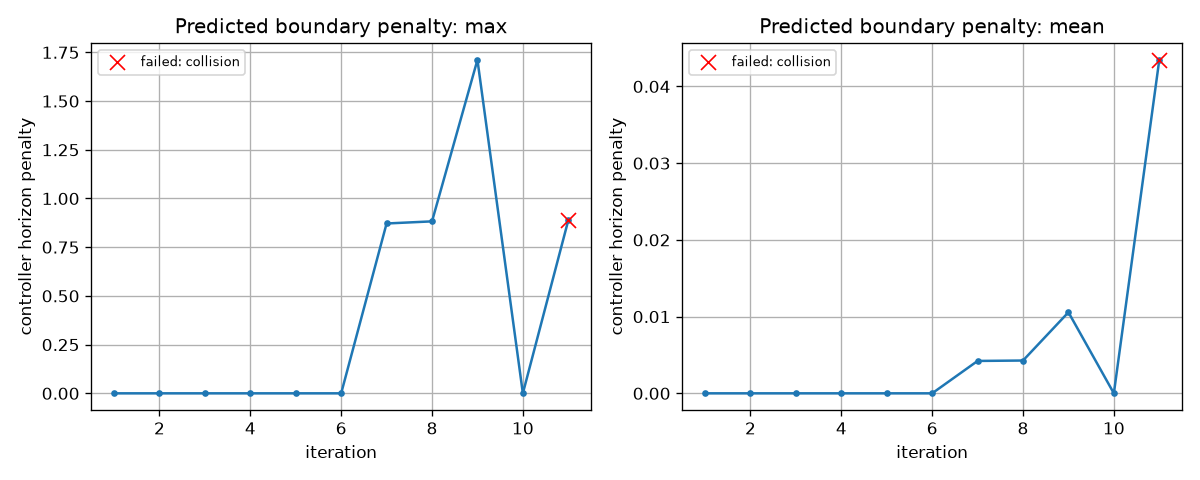 Predicted boundary penalty: max
failed: collision
controller horizon penalty
1.75
1.50
1.25
1.00
0.75
0.50
0.25
0.00
2
4
6
8
10
iteration
Predicted boundary penalty: mean
failed: collision
controller horizon penalty
0.04
0.03
0.02
0.01
0.00
2
4
6
8
10
iteration